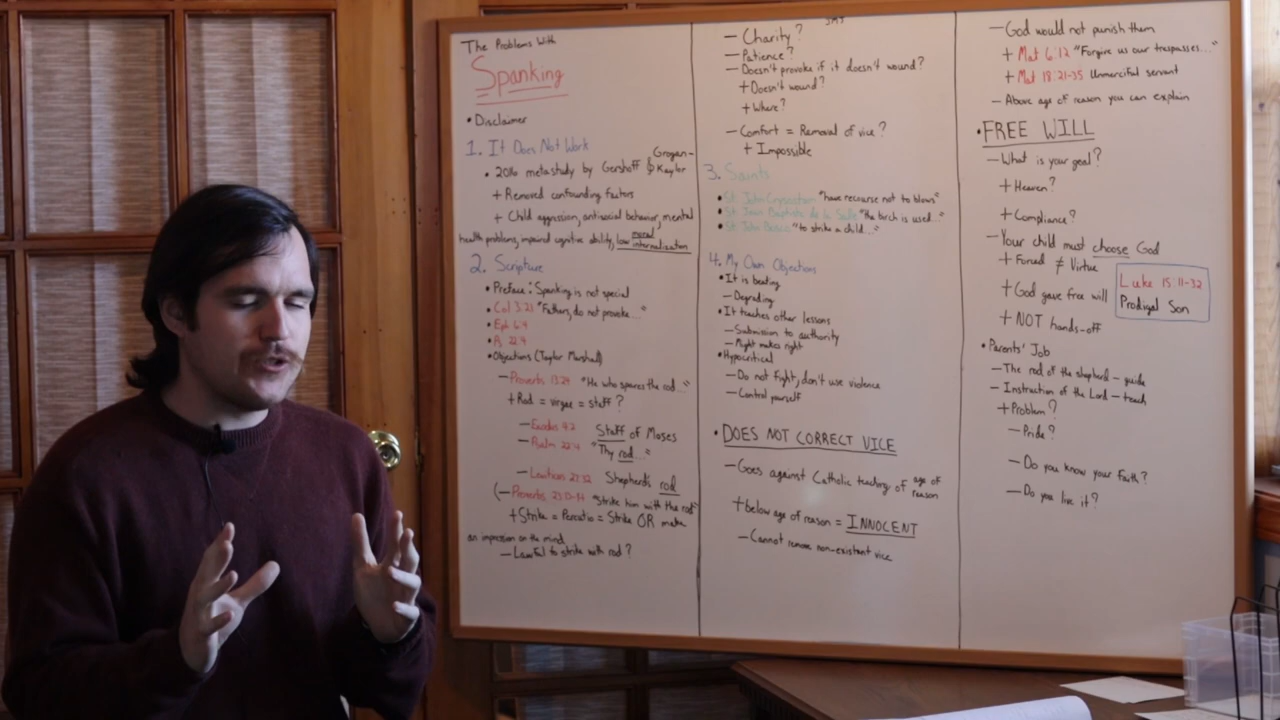 The Problems With
Spanking
• Disclaimer
1. It Does Not Work
• 2016 metastudy by Gershoff & Grogan-Kaylor
+ Removed confounding factors
+ Child aggression, antisocial behavior, mental
health problems, impaired cognitive ability, low moral internalization
2. Scripture
• Preface: Spanking is not special
• Col 3:21 "Fathers, do not provoke..."
• Eph 6:4
• Ps 22:4
• Objections (Taylor Marshall)
— Proverbs 13:24 "He who spares the rod..."
+ Rod = virgae = staff?
— Exodus 4:2 Staff of Moses
— Psalm 22:4 "Thy rod..."
— Leviticus 27:32 Shepherd's rod
(— Proverbs 23:13-14 "Strike him with the rod"
+ Strike = Percutio = Strike OR make
an impression on the mind
— Lawful to strike with rod?
— Charity?
— Patience?
— Doesn't provoke if it doesn't wound?
+ Doesn't wound?
+ Where?
— Comfort = Removal of vice?
+ Impossible
3. Saints
• St. John Chrysostom "have recourse not to blows"
• St. Jean Baptiste de la Salle "the birch is used..."
• St. John Bosco "to strike a child..."
4. My Own Objections
• It is beating
— Degrading
• It teaches other lessons
— Submission to authority
— Might makes right
• Hypocritical
— Do not fight, don't use violence
— Control yourself
• DOES NOT CORRECT VICE
— Goes against Catholic teaching of age of reason
+ below age of reason = INNOCENT
— Cannot remove non-existent vice
— God would not punish them
+ Mat 6:12 "Forgive us our trespasses..."
+ Mat 18:21-35 Unmerciful servant
— Above age of reason you can explain
• FREE WILL
— What is your goal?
+ Heaven?
+ Compliance?
— Your child must choose God
+ Forced ≠ Virtue
+ God gave free will
+ NOT hands-off
Luke 15:11-32
Prodigal Son
• Parents' Job
— The rod of the shepherd – guide
— Instruction of the Lord – teach
+ Problem?
— Pride?
— Do you know your Faith?
— Do you live it?